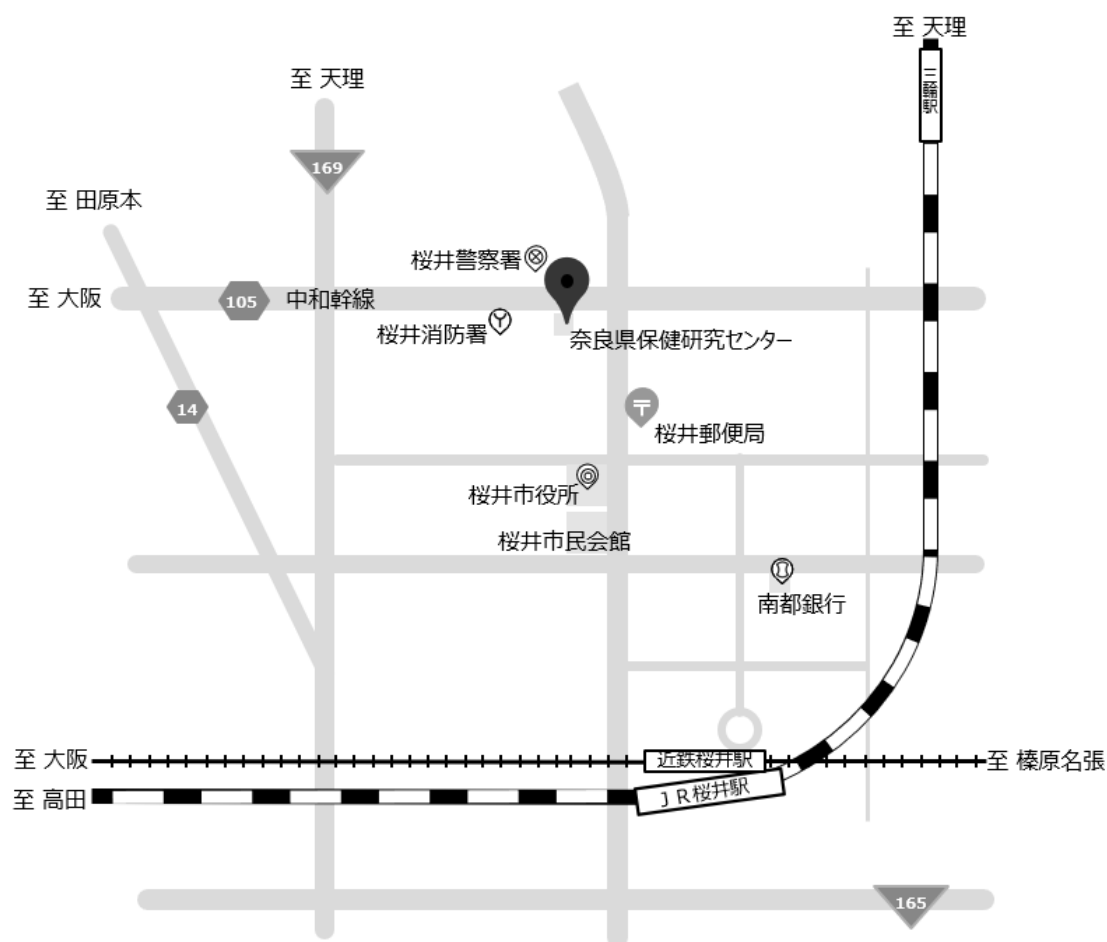 至 天理
至 天理
三輪駅
169
至 田原本
桜井警察署
至 大阪
105
中和幹線
桜井消防署
奈良県保健研究センター
14
桜井郵便局
桜井市役所
桜井市民会館
南都銀行
至 大阪
近鉄桜井駅
至 榛原名張
至 高田
ＪＲ桜井駅
165